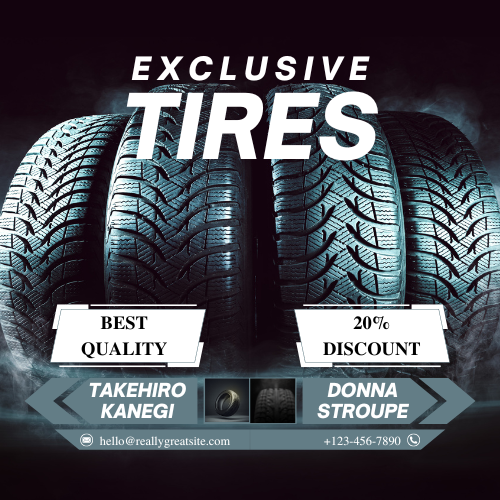 EXCLUSIVE
TIRES
BEST
QUALITY
20%
DISCOUNT
TAKEHIRO
KANEGI
DONNA
STROUPE
hello@reallygreatsite.com
+123-456-7890